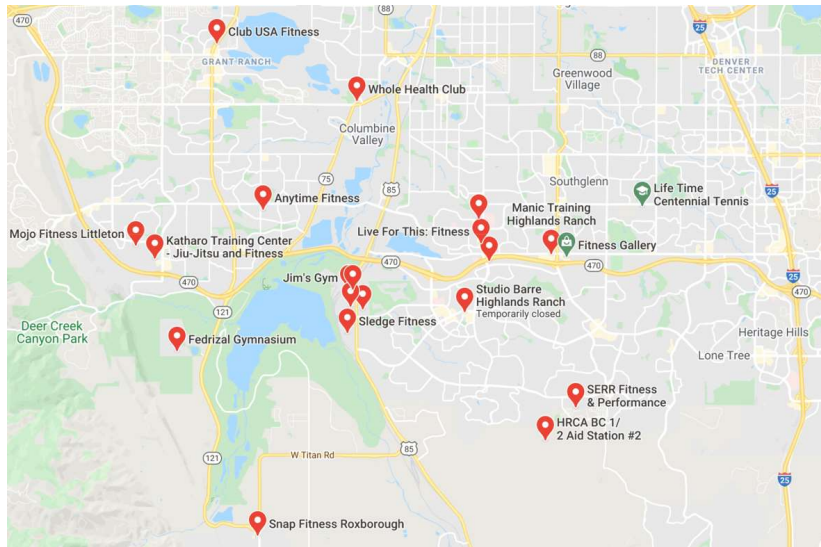 470
88
25
Club USA Fitness
GRANT RANCH
88
DENVER
TECH CENTER
Greenwood
Village
Whole Health Club
Columbine
Valley
75
85
Southglenn
25
Life Time
Centennial Tennis
Anytime Fitness
Manic Training
Highlands Ranch
Mojo Fitness Littleton
Katharo Training Center
- Jiu-Jitsu and Fitness
Live For This: Fitness
Fitness Gallery
470
470
Jim's Gym
Studio Barre
Highlands Ranch
Temporarily closed
470
121
Sledge Fitness
Deer Creek
Canyon Park
Fedrizal Gymnasium
Heritage Hills
Lone Tree
SERR Fitness
& Performance
HRCA BC 1/
2 Aid Station #2
121
W Titan Rd
85
25
Snap Fitness Roxborough